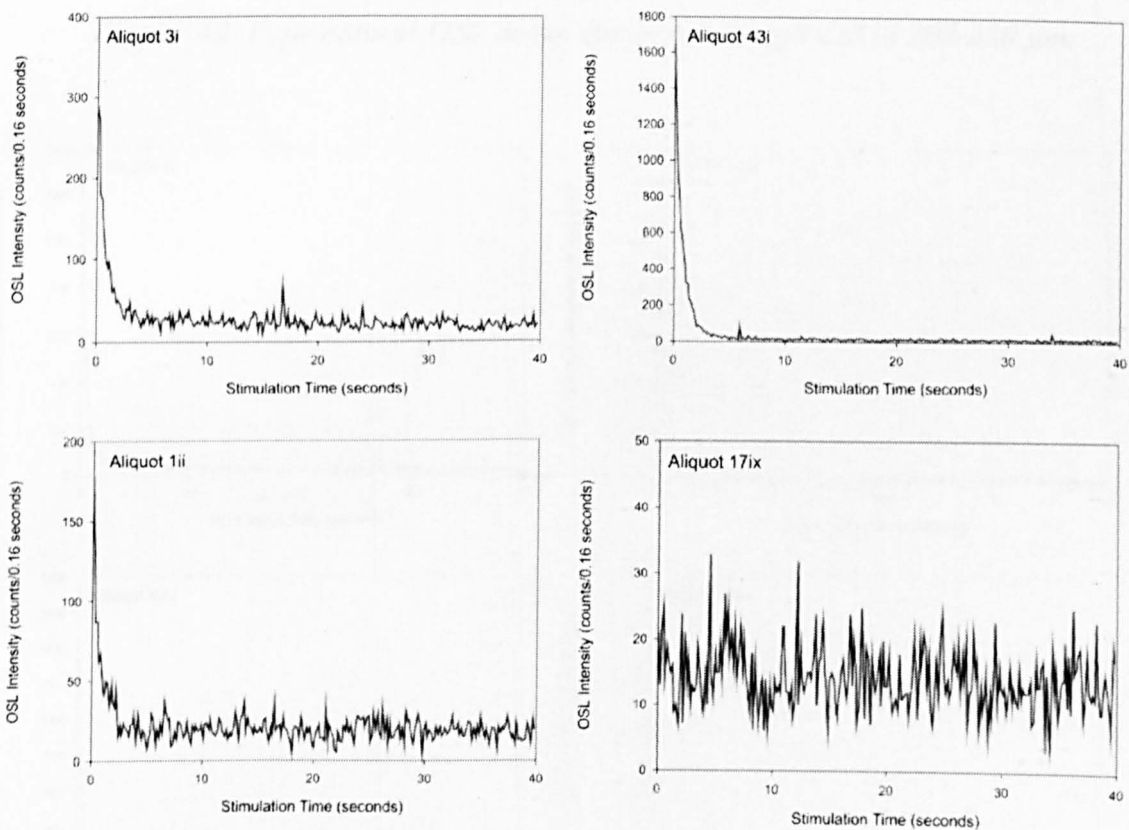 Aliquot 3i
OSL Intensity (counts/0.16 seconds)
400
300
200
100
0
0 10 20 30 40
Stimulation Time (seconds)
Aliquot 43i
OSL Intensity (counts/0.16 seconds)
1800
1600
1400
1200
1000
800
600
400
200
0
0 10 20 30 40
Stimulation Time (seconds)
Aliquot 1ii
OSL Intensity (counts/0.16 seconds)
200
150
100
50
0
0 10 20 30 40
Stimulation Time (seconds)
Aliquot 17ix
OSL Intensity (counts/0.16 seconds)
50
40
30
20
10
0
0 10 20 30 40
Stimulation Time (seconds)